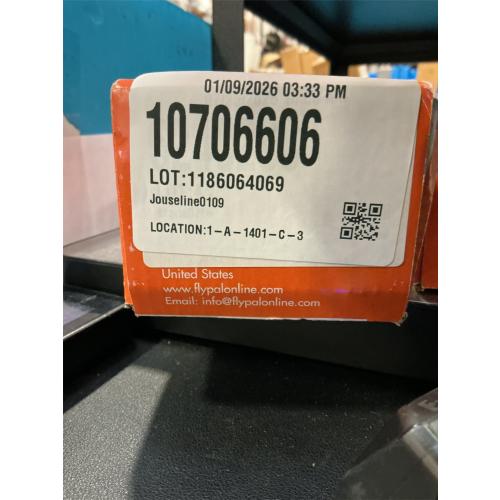 01/09/2026 03:33 PM
10706606
LOT:1186064069
Jouseline0109
LOCATION:1-A-1401-C-3
United States
www.flypalonline.com
Email: info@flypalonline.com